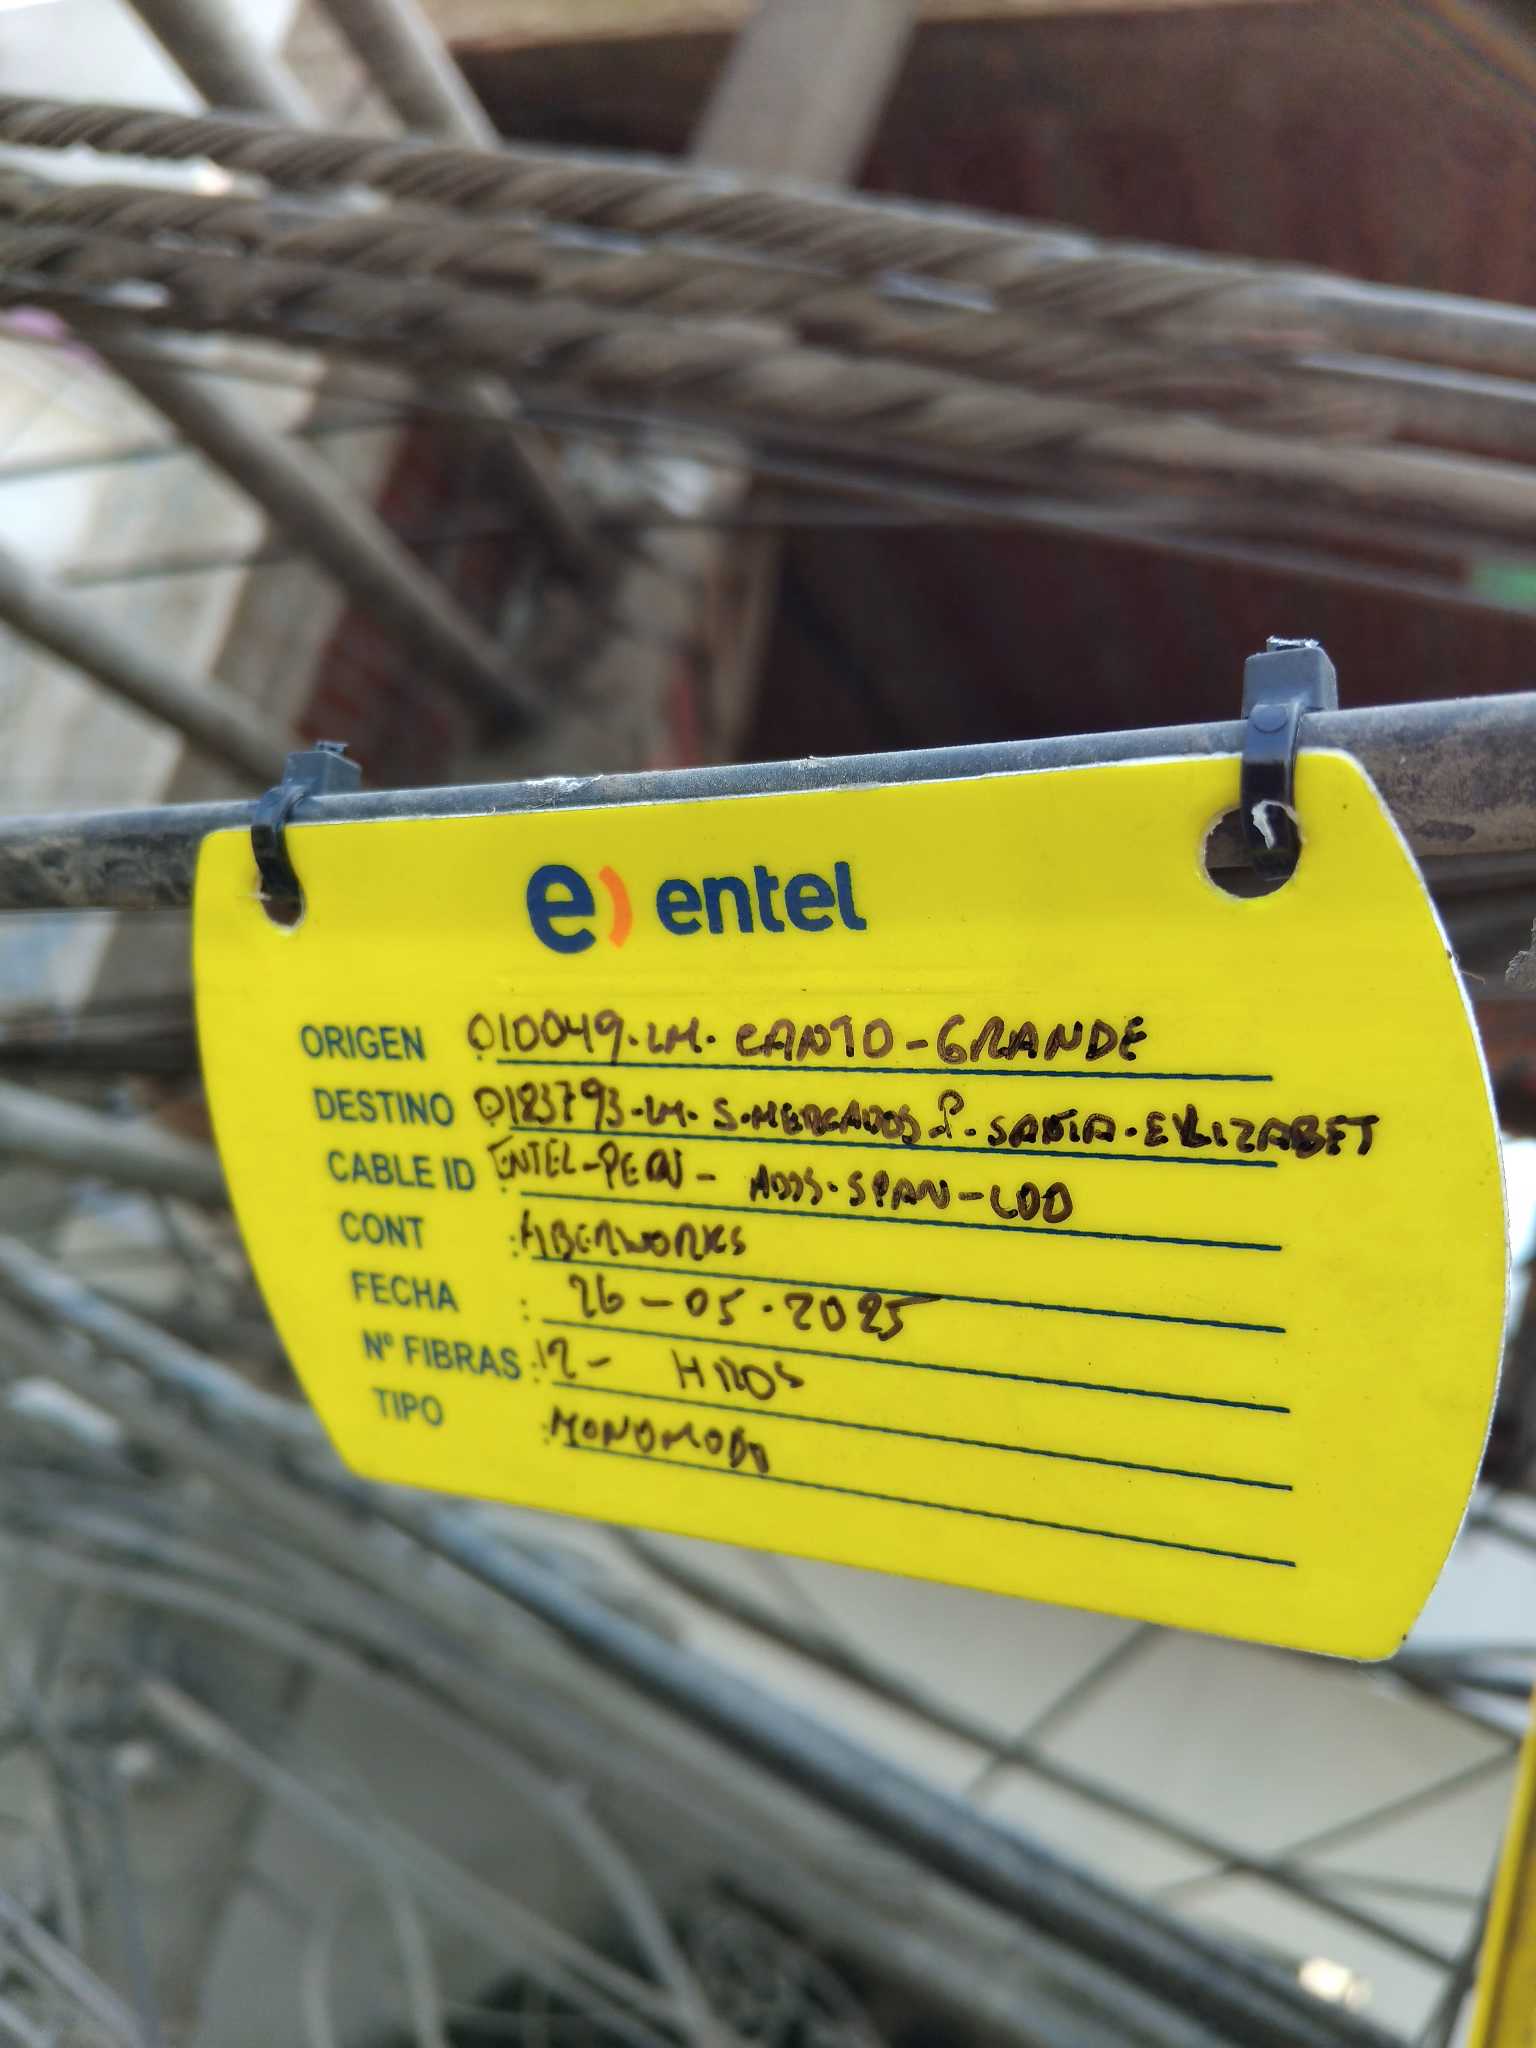 e) entel
ORIGEN : 010049-LM. CANTO-GRANDE
DESTINO : 0183793-LM. S.MERCADOS P. SANTA. ELIZABET
CABLE ID : ENTEL-PERU- ADSS.SPAN-
CONT : FIBERWORKS
FECHA : 26-05.2025
Nº FIBRAS : 12- HILOS
TIPO : MONOMODO